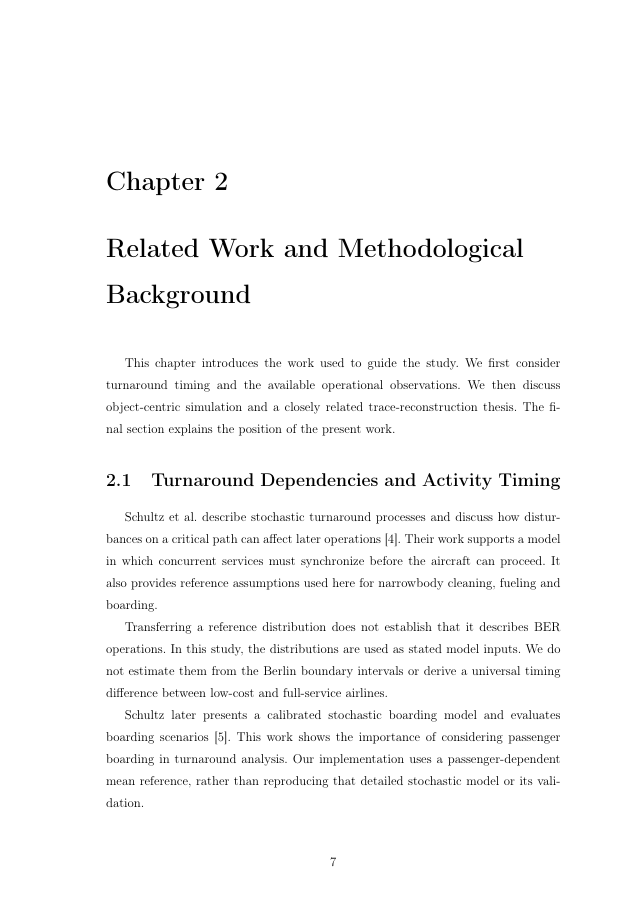 Chapter 2
Related Work and Methodological
Background
This chapter introduces the work used to guide the study. We first consider
turnaround timing and the available operational observations. We then discuss
object-centric simulation and a closely related trace-reconstruction thesis. The fi-
nal section explains the position of the present work.
2.1 Turnaround Dependencies and Activity Timing
Schultz et al. describe stochastic turnaround processes and discuss how distur-
bances on a critical path can affect later operations [4]. Their work supports a model
in which concurrent services must synchronize before the aircraft can proceed. It
also provides reference assumptions used here for narrowbody cleaning, fueling and
boarding.
Transferring a reference distribution does not establish that it describes BER
operations. In this study, the distributions are used as stated model inputs. We do
not estimate them from the Berlin boundary intervals or derive a universal timing
difference between low-cost and full-service airlines.
Schultz later presents a calibrated stochastic boarding model and evaluates
boarding scenarios [5]. This work shows the importance of considering passenger
boarding in turnaround analysis. Our implementation uses a passenger-dependent
mean reference, rather than reproducing that detailed stochastic model or its vali-
dation.
7